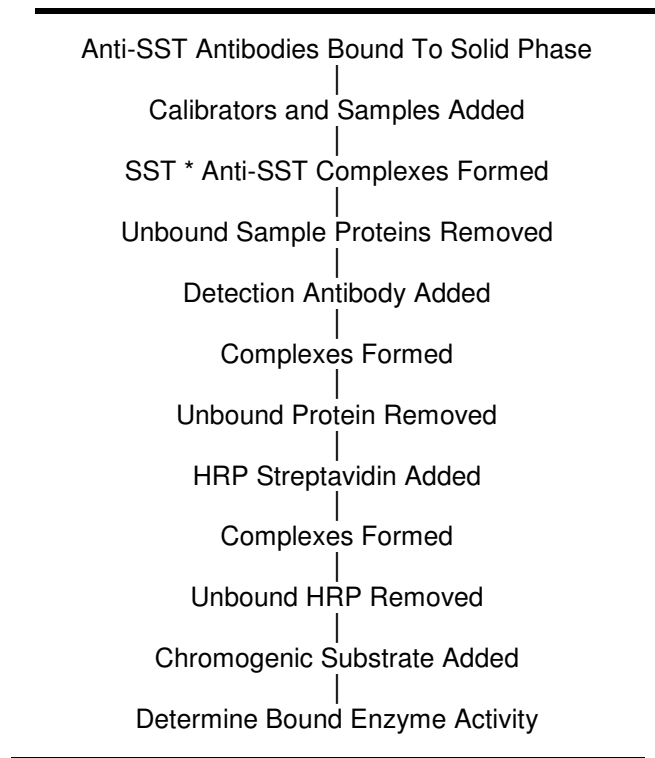 Anti-SST Antibodies Bound To Solid Phase
Calibrators and Samples Added
SST * Anti-SST Complexes Formed
Unbound Sample Proteins Removed
Detection Antibody Added
Complexes Formed
Unbound Protein Removed
HRP Streptavidin Added
Complexes Formed
Unbound HRP Removed
Chromogenic Substrate Added
Determine Bound Enzyme Activity